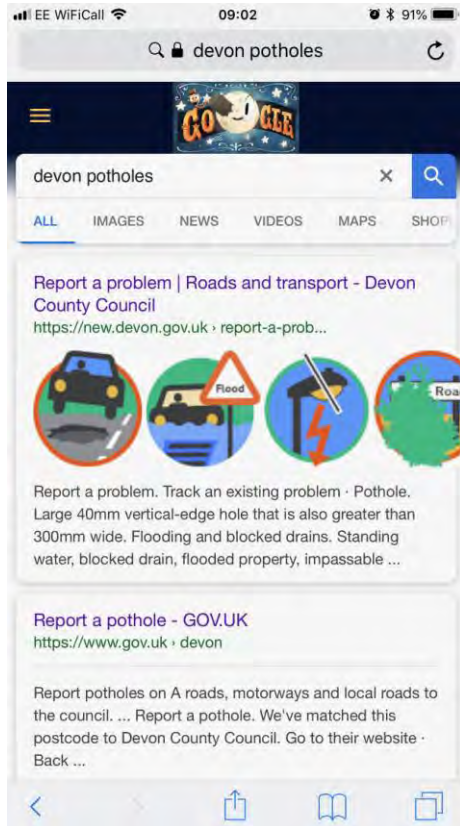 EE WiFiCall 09:02 91%
devon potholes
GOOGLE
devon potholes
ALL IMAGES NEWS VIDEOS MAPS SHOP
Report a problem | Roads and transport - Devon
County Council
https://new.devon.gov.uk › report-a-prob...
Flood
Roa
Report a problem. Track an existing problem · Pothole.
Large 40mm vertical-edge hole that is also greater than
300mm wide. Flooding and blocked drains. Standing
water, blocked drain, flooded property, impassable ...
Report a pothole - GOV.UK
https://www.gov.uk › devon
Report potholes on A roads, motorways and local roads to
the council. ... Report a pothole. We've matched this
postcode to Devon County Council. Go to their website ·
Back ...